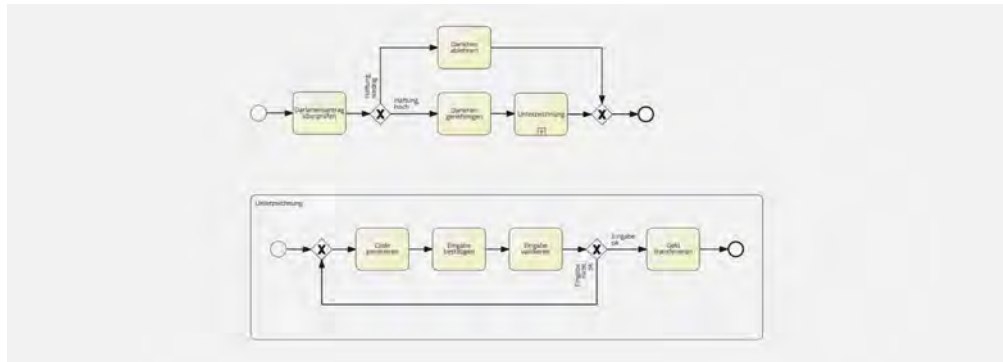 Darlehen
ablehnen
Haftung
niedrig
Haftung
hoch
Darlehensantrag
überprüfen
Darlehen
genehmigen
Unterzeichnung
Unterzeichnung
Code
generieren
Eingabe
bestätigen
Eingabe
validieren
Eingabe
ok
Eingabe
nicht
ok
Geld
transferieren